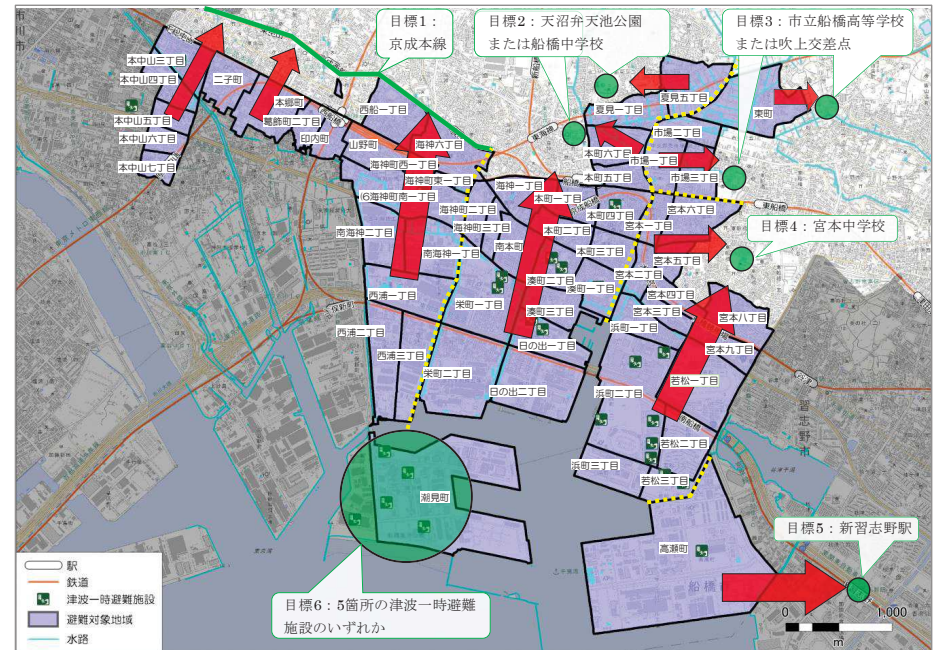 目標1：
京成本線
目標2：天沼弁天池公園
または船橋中学校
目標3：市立船橋高等学校
または吹上交差点
本中山三丁目
本中山四丁目
二子町
本中山五丁目
本中山六丁目
本中山七丁目
本郷町
葛飾町二丁目
印内町
西船一丁目
山野町
海神六丁目
海神町西一丁目
海神町東一丁目
海神町南一丁目
海神町二丁目
海神町三丁目
南海神二丁目
南海神一丁目
海神一丁目
本町一丁目
本町二丁目
南本町
本町三丁目
本町四丁目
本町五丁目
本町六丁目
夏見一丁目
夏見五丁目
東町
市場二丁目
市場一丁目
市場三丁目
東海神
東船橋
宮本六丁目
宮本一丁目
宮本五丁目
宮本二丁目
宮本四丁目
宮本三丁目
宮本八丁目
宮本九丁目
目標4：宮本中学校
湊町二丁目
湊町一丁目
湊町三丁目
西浦一丁目
西浦二丁目
西浦三丁目
栄町一丁目
栄町二丁目
日の出一丁目
日の出二丁目
浜町一丁目
浜町二丁目
浜町三丁目
若松一丁目
若松二丁目
若松三丁目
南船橋
習志野市
潮見町
高瀬町
目標5：新習志野駅
目標6：5箇所の津波一時避難
施設のいずれか
駅
鉄道
津波一時避難施設
避難対象地域
水路
0 1,000
m